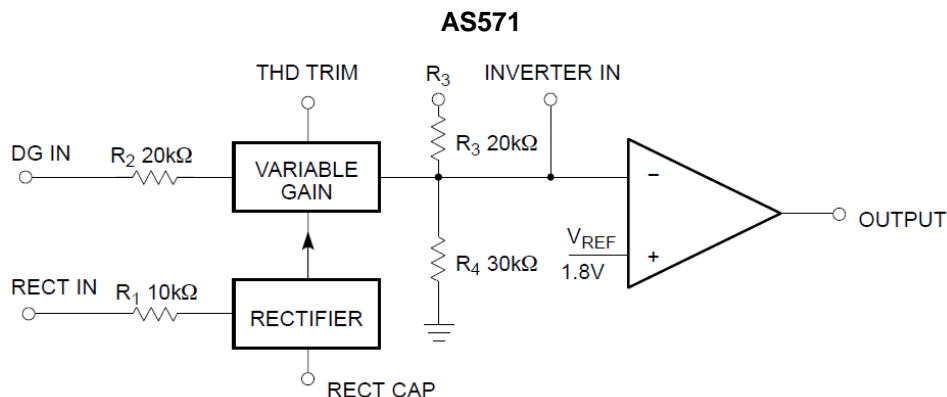 AS571
THD TRIM
R3
INVERTER IN
DG IN
R2 20kΩ
VARIABLE
GAIN
R3 20kΩ
−
OUTPUT
VREF
1.8V
+
R4 30kΩ
RECT IN
R1 10kΩ
RECTIFIER
RECT CAP